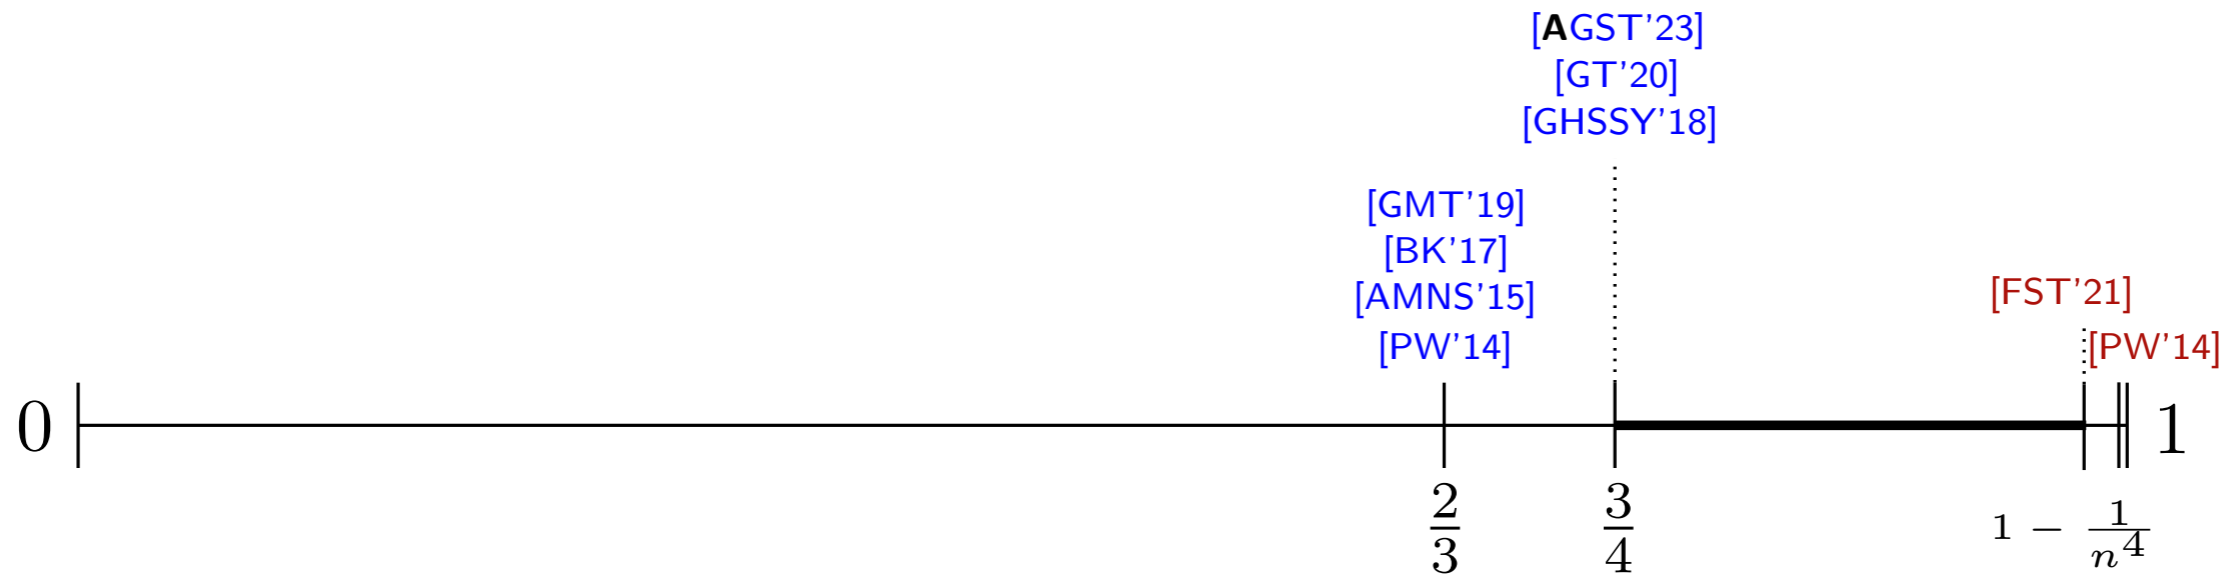 [AGST'23]
[GT'20]
[GHSSY'18]
[GMT'19]
[BK'17]
[AMNS'15]
[PW'14]
[FST'21]
[PW'14]
0
1
2/3
3/4
1 − 1/n^4